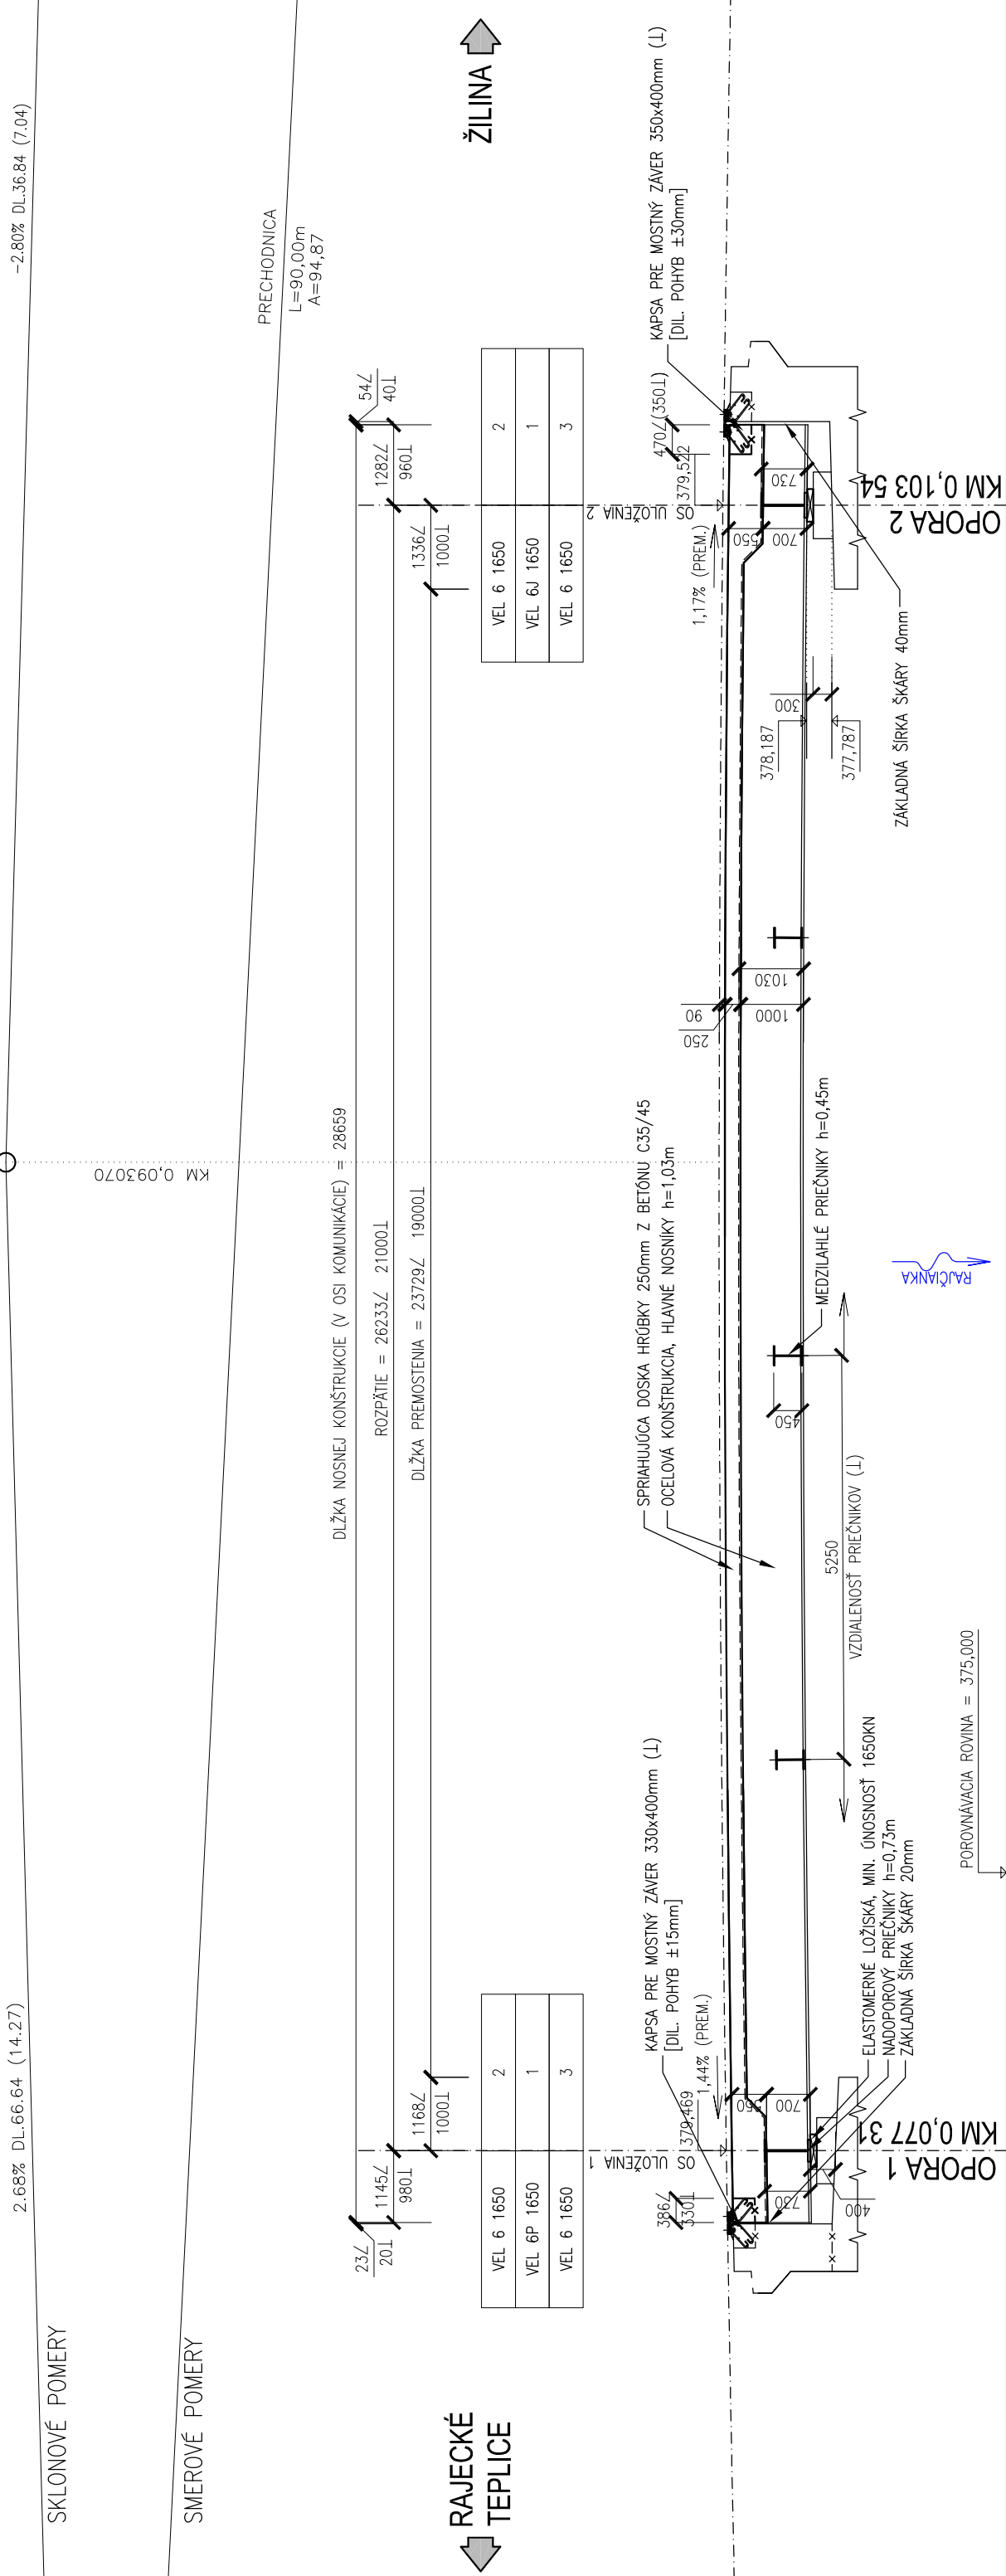 SKLONOVÉ POMERY
2.68% DL.66.64 (14.27)
-2.80% DL.36.84 (7.04)
KM 0,093070
SMEROVÉ POMERY
PRECHODNICA
L=90,00m
A=94,87
RAJECKÉ
TEPLICE
ŽILINA
DLŽKA NOSNEJ KONŠTRUKCIE (V OSI KOMUNIKÁCIE) = 28659
ROZPÄTIE = 26233∠ 21000⊥
DLŽKA PREMOSTENIA = 23729∠ 19000⊥
23∠
20⊥
1145∠
980⊥
1168∠
1000⊥
54∠
40⊥
1282∠
960⊥
1336∠
1000⊥
VEL 6 1650 2
VEL 6P 1650 1
VEL 6 1650 3
VEL 6 1650 2
VEL 6J 1650 1
VEL 6 1650 3
OS ULOŽENIA 1
OS ULOŽENIA 2
KAPSA PRE MOSTNÝ ZÁVER 330x400mm (⊥)
[DIL. POHYB ±15mm]
KAPSA PRE MOSTNÝ ZÁVER 350x400mm (⊥)
[DIL. POHYB ±30mm]
386∠
330⊥
379,469
1,44% (PREM.)
470∠(350⊥)
379,522
1,17% (PREM.)
SPRIAHUJÚCA DOSKA HRÚBKY 250mm Z BETÓNU C35/45
OCELOVÁ KONŠTRUKCIA, HLAVNÉ NOSNÍKY h=1,03m
90
250
1000
1030
700
730
400
550
700
730
300
378,187
377,787
450
MEDZILAHLÉ PRIEČNIKY h=0,45m
5250
VZDIALENOSŤ PRIEČNIKOV (⊥)
ELASTOMERNÉ LOŽISKÁ, MIN. ÚNOSNOSŤ 1650KN
NADOPOROVÝ PRIEČNIKY h=0,73m
ZÁKLADNÁ ŠÍRKA ŠKÁRY 20mm
ZÁKLADNÁ ŠÍRKA ŠKÁRY 40mm
RAJČIANKA
OPORA 1
KM 0,077 31
OPORA 2
KM 0,103 54
POROVNÁVACIA ROVINA = 375,000